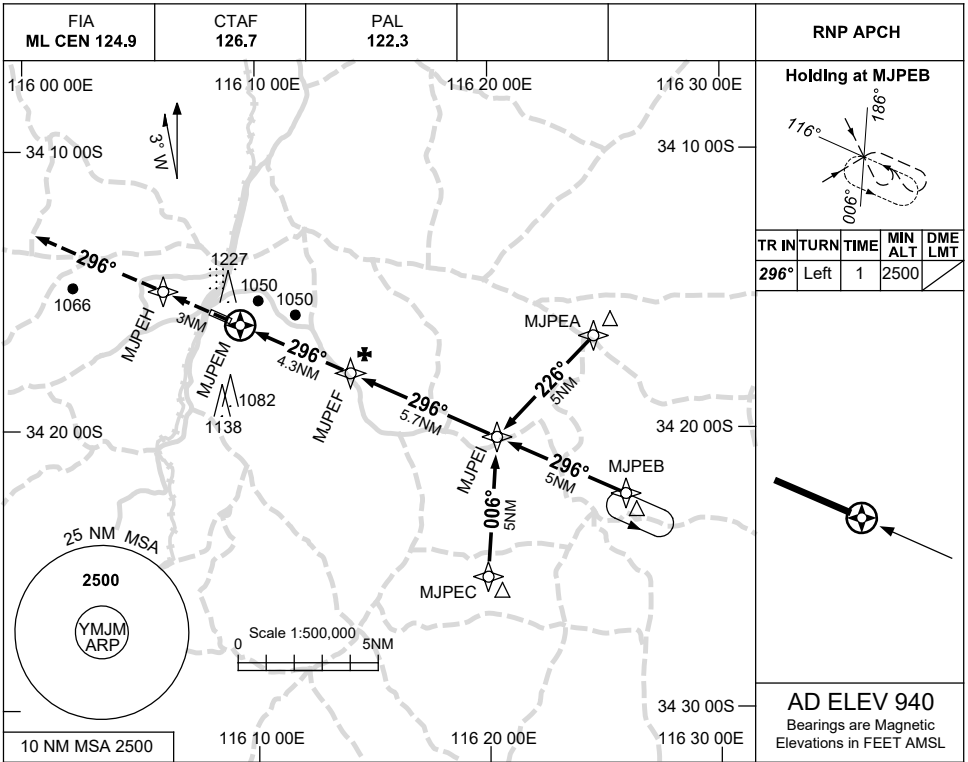 FIA
ML CEN 124.9
CTAF
126.7
PAL
122.3
RNP APCH
116 00 00E
116 10 00E
116 20 00E
116 30 00E
34 10 00S
34 10 00S
3° W
Holding at MJPEB
116°
186°
006°
TR IN TURN TIME MIN ALT DME LMT
296° Left 1 2500
296°
1227
1050
1050
1066
MJPEH
3NM
MJPEM
296°
4.3NM
MJPEF
MJPEA
226°
5NM
296°
5.7NM
1082
1138
34 20 00S
34 20 00S
MJPEI
296°
5NM
MJPEB
006°
5NM
MJPEC
25 NM MSA
2500
YMJM
ARP
Scale 1:500,000
0 5NM
34 30 00S
10 NM MSA 2500
116 10 00E
116 20 00E
116 30 00E
AD ELEV 940
Bearings are Magnetic
Elevations in FEET AMSL